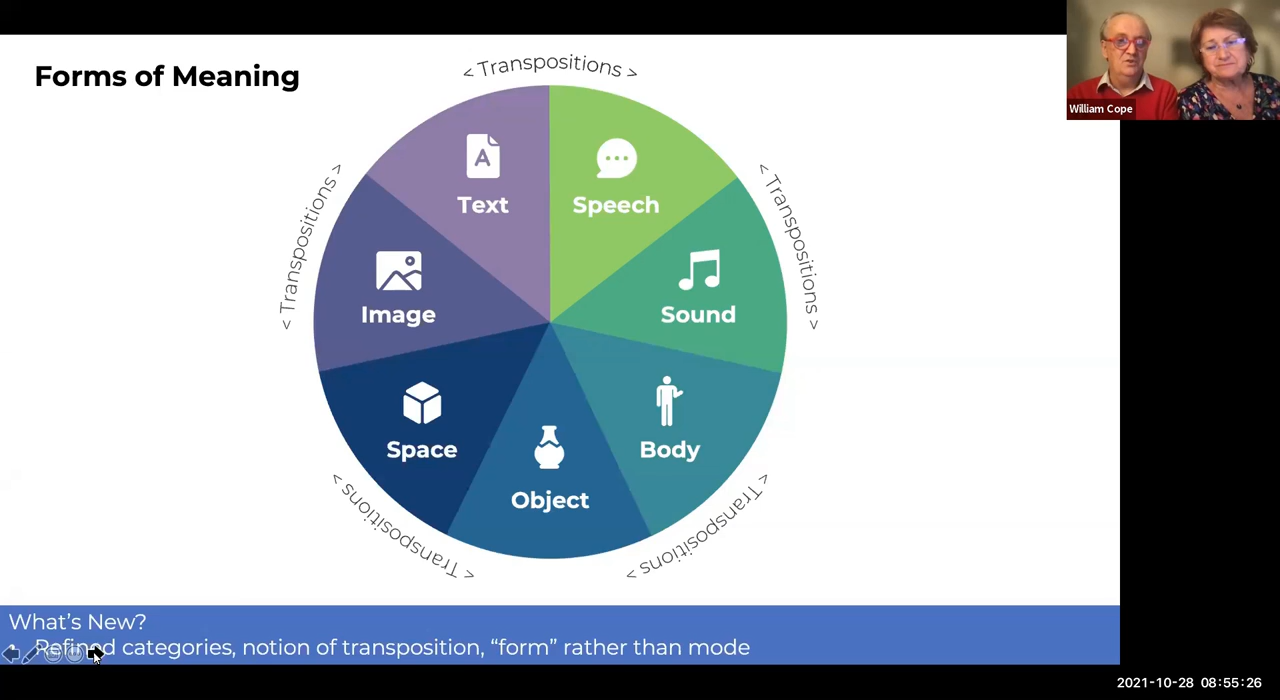 Forms of Meaning
< Transpositions >
< Transpositions >
< Transpositions >
< Transpositions >
< Transpositions >
A
Text
Speech
Image
Sound
Space
Body
Object
William Cope
What's New?
Refined categories, notion of transposition, “form” rather than mode
2021-10-28 08:55:26